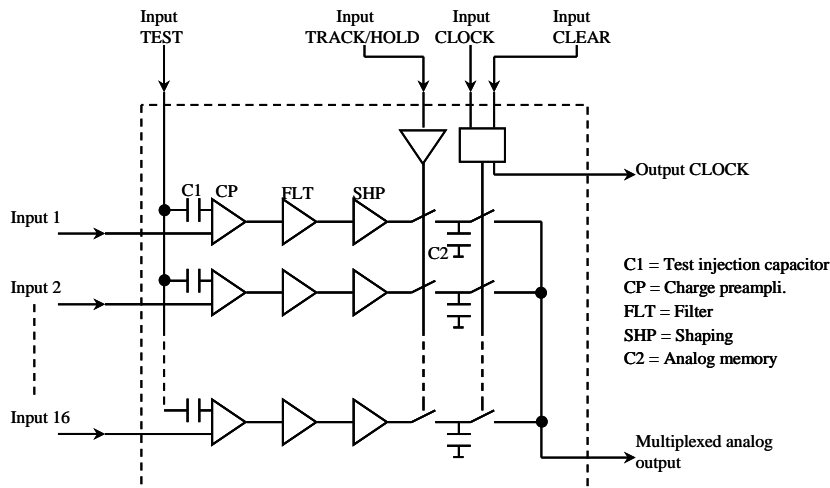 Input
TEST
Input
TRACK/HOLD
Input
CLOCK
Input
CLEAR
Output CLOCK
C1
CP
FLT
SHP
Input 1
C2
Input 2
Input 16
C1 = Test injection capacitor
CP = Charge preampli.
FLT = Filter
SHP = Shaping
C2 = Analog memory
Multiplexed analog
output